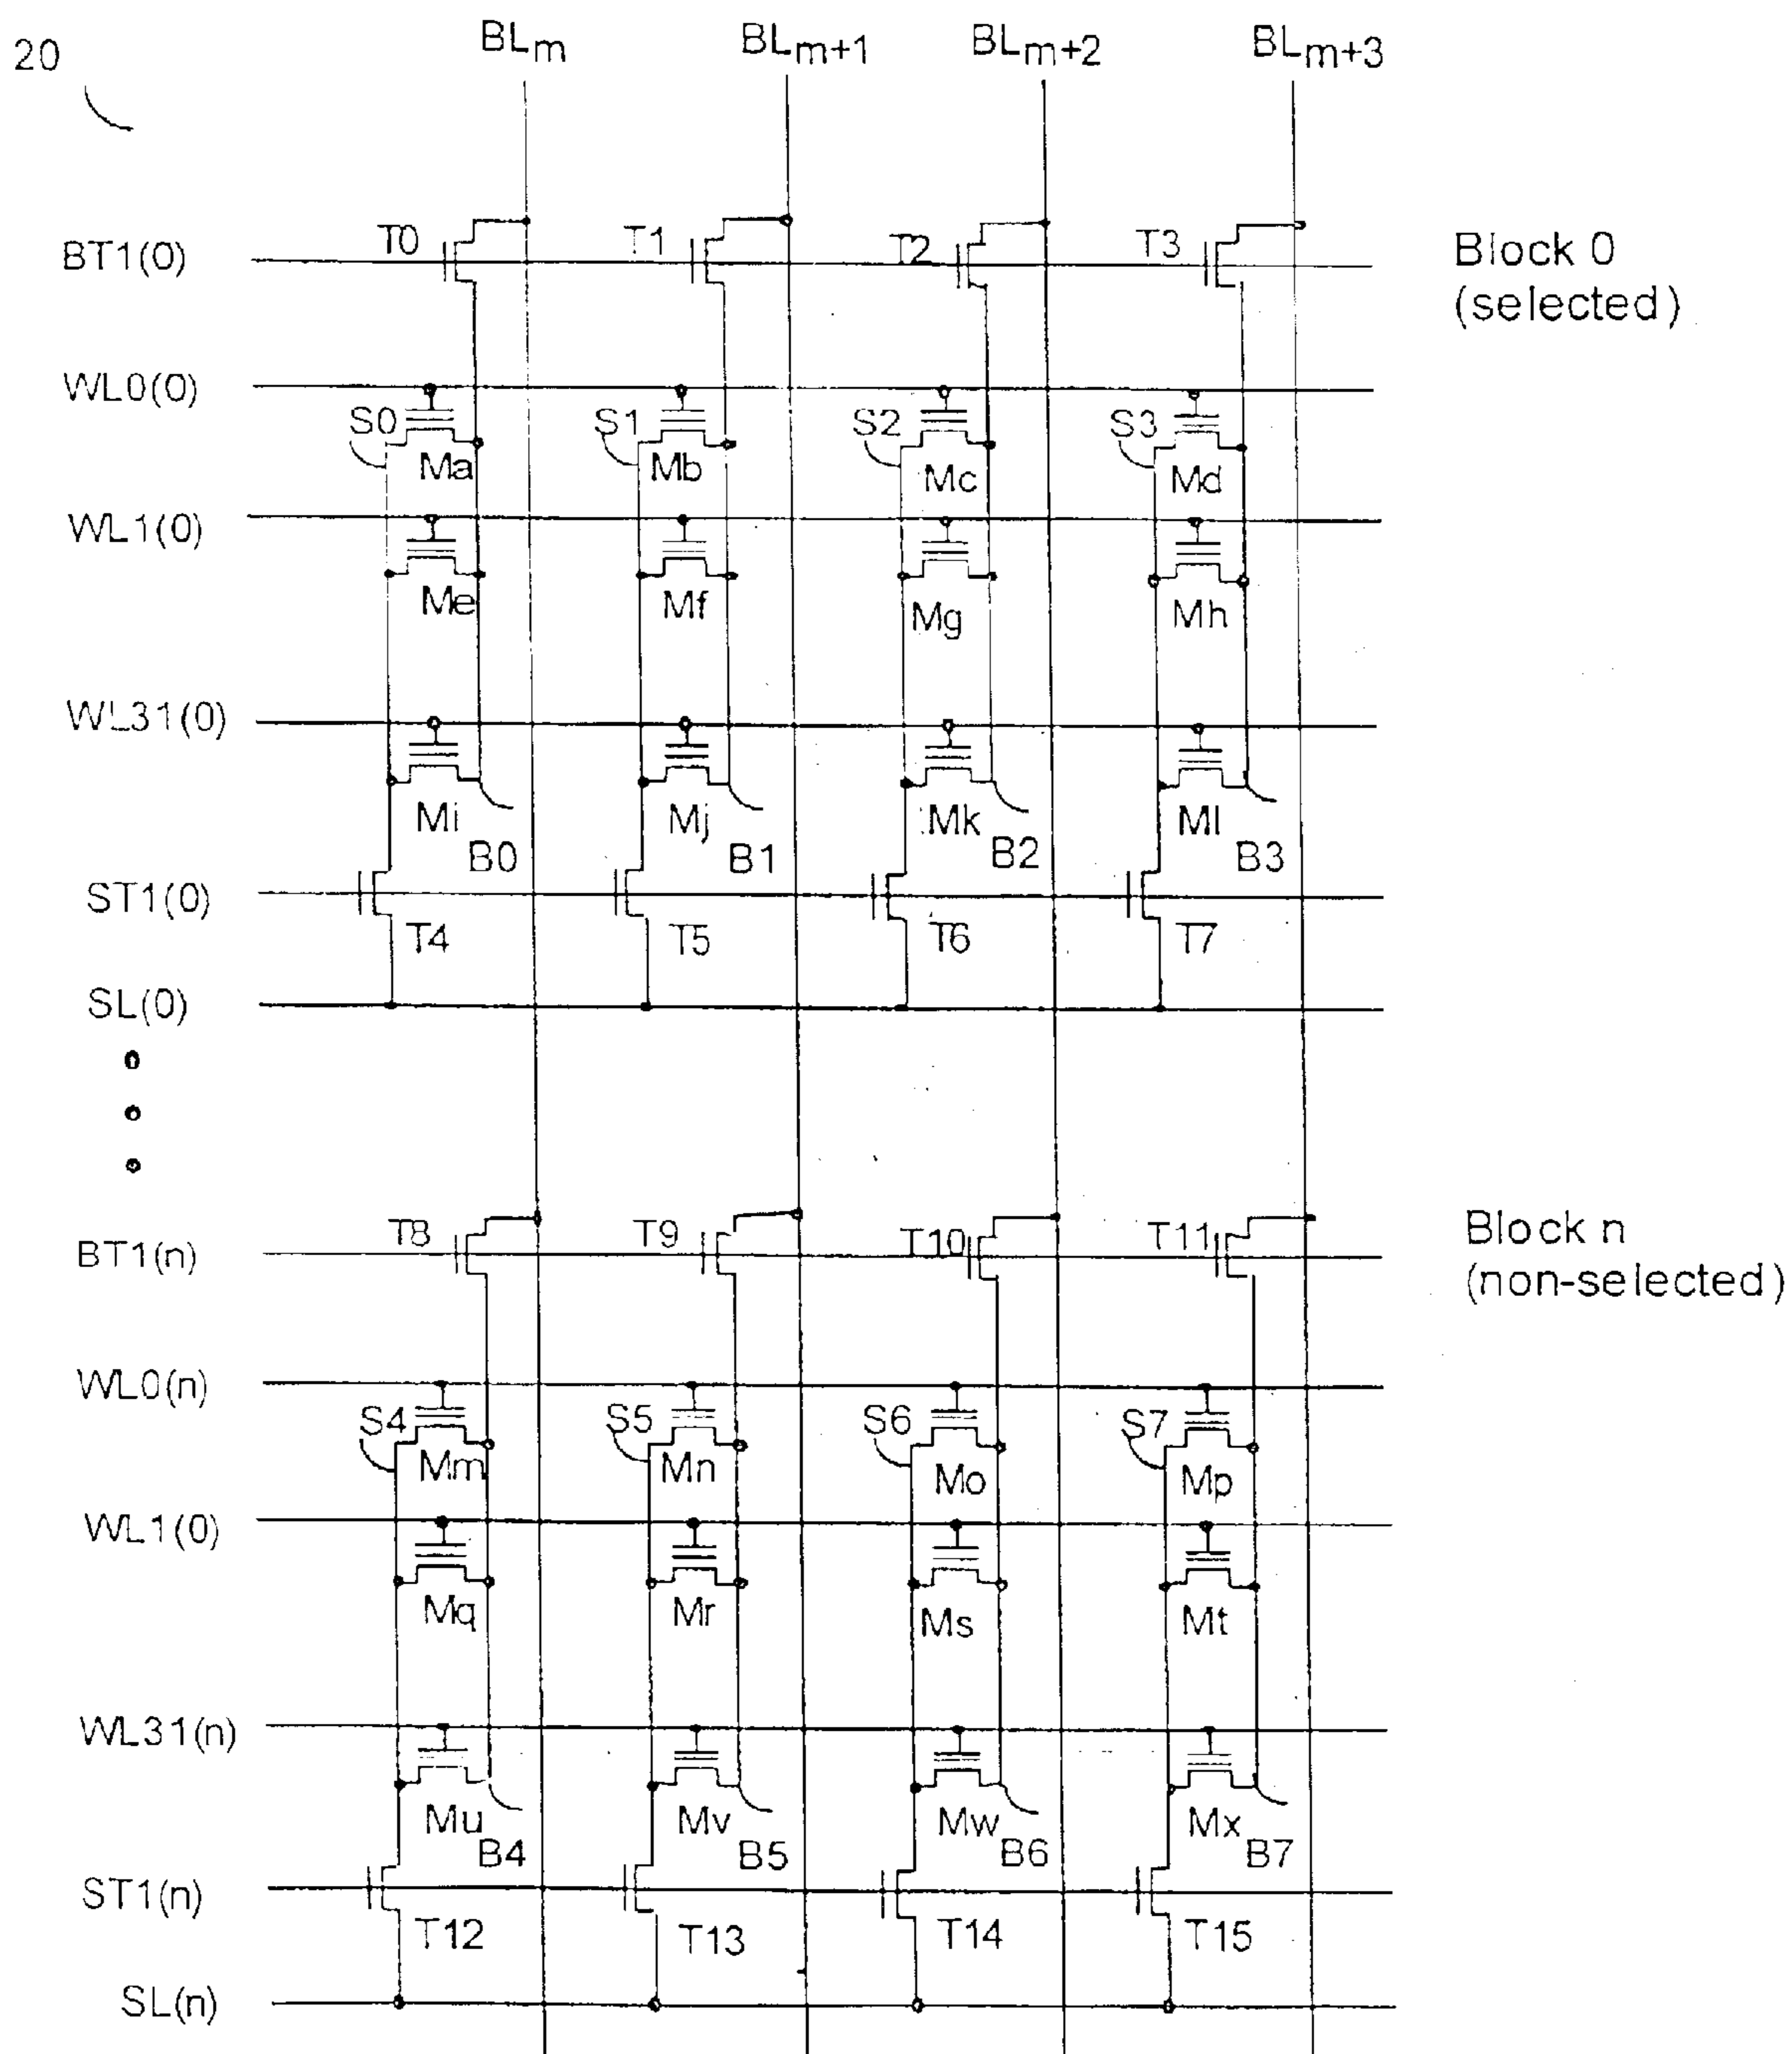 20
BLm BLm+1 BLm+2 BLm+3
BT1(0) T0 T1 T2 T3 Block 0
(selected)
WL0(0)
S0 S1 S2 S3
Ma Mb Mc Md
WL1(0)
Me Mf Mg Mh
WL31(0)
Mi Mj Mk Ml
B0 B1 B2 B3
ST1(0)
T4 T5 T6 T7
SL(0)
BT1(n) T8 T9 T10 T11 Block n
(non-selected)
WL0(n)
S4 S5 S6 S7
Mm Mn Mo Mp
WL1(0)
Mq Mr Ms Mt
WL31(n)
Mu Mv Mw Mx
B4 B5 B6 B7
ST1(n)
T12 T13 T14 T15
SL(n)